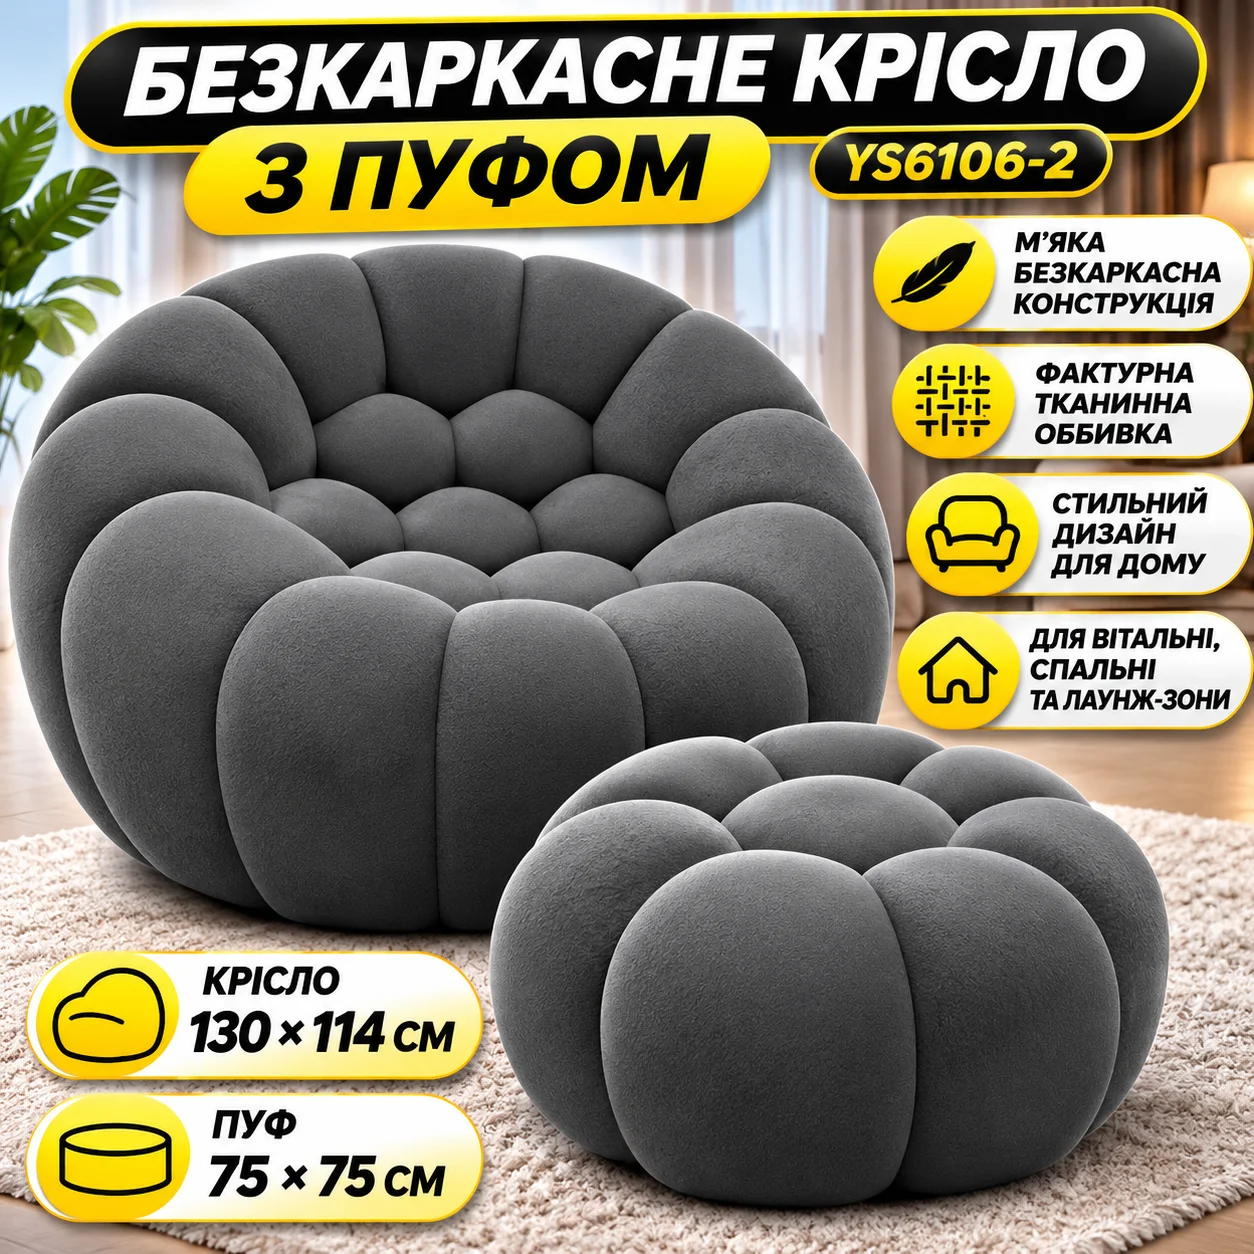 БЕЗКАРКАСНЕ КРІСЛО
З ПУФОМ
YS6106-2
М’ЯКА
БЕЗКАРКАСНА
КОНСТРУКЦІЯ
ФАКТУРНА
ТКАНИННА
ОББИВКА
СТИЛЬНИЙ
ДИЗАЙН
ДЛЯ ДОМУ
ДЛЯ ВІТАЛЬНІ,
СПАЛЬНІ
ТА ЛАУНЖ-ЗОНИ
КРІСЛО
130 × 114 СМ
ПУФ
75 × 75 СМ